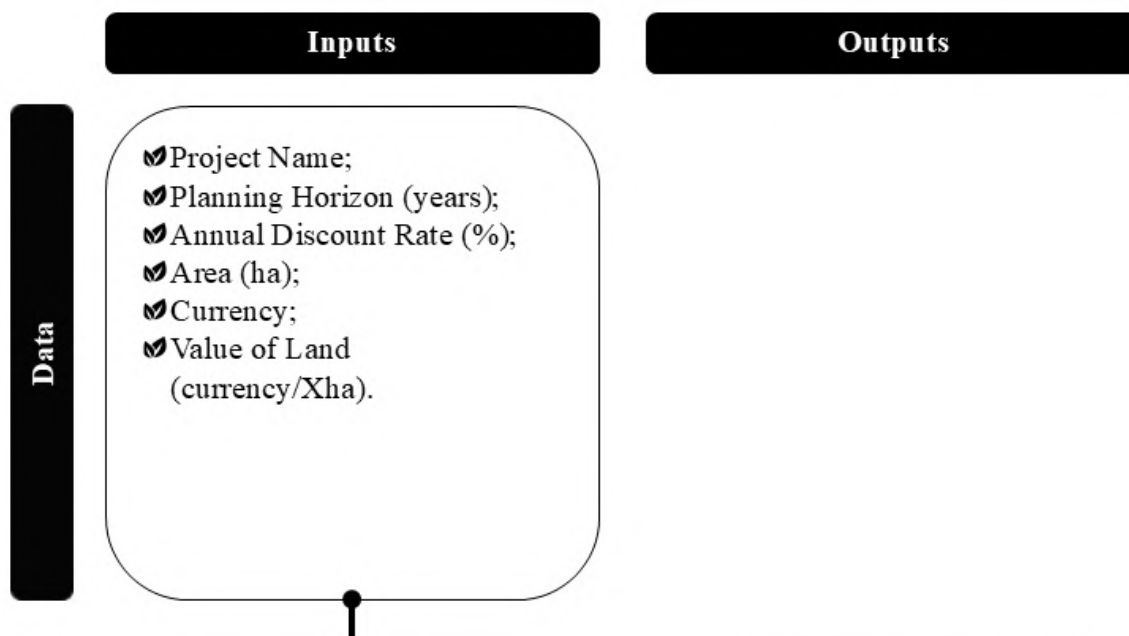 Inputs
Outputs
Data
Project Name;
Planning Horizon (years);
Annual Discount Rate (%);
Area (ha);
Currency;
Value of Land
(currency/Xha).